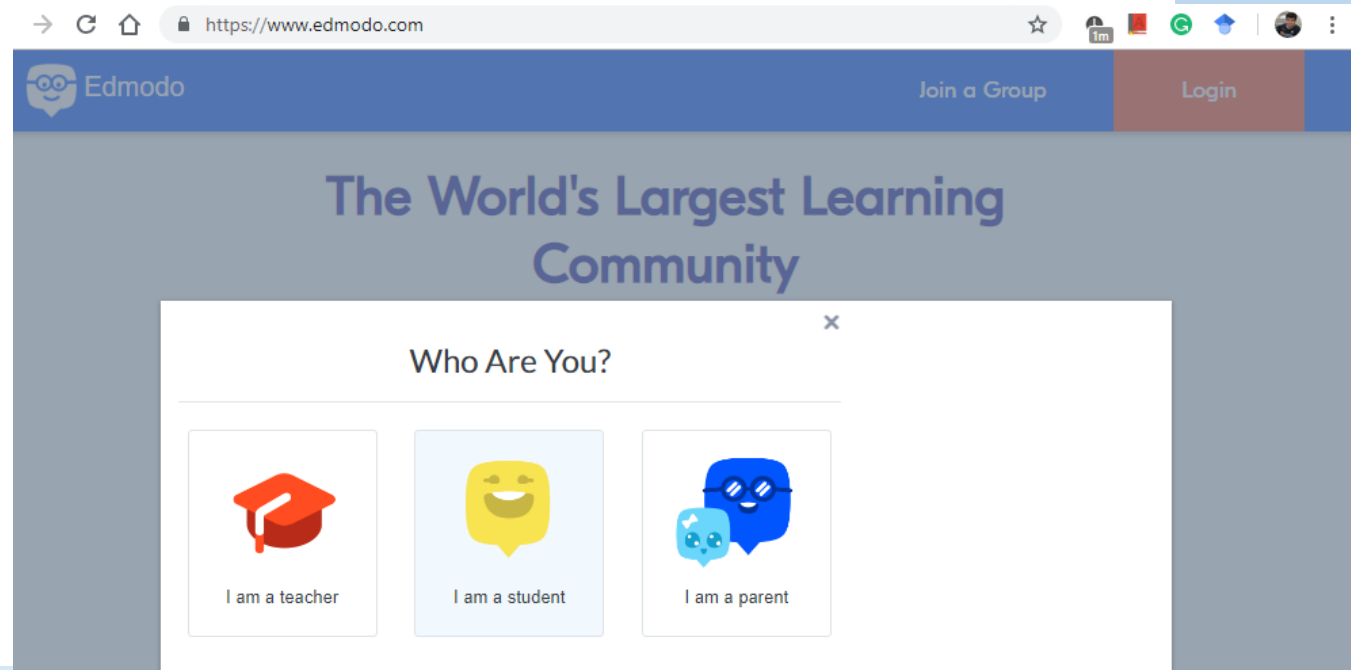 https://www.edmodo.com
1m
Edmodo
Join a Group
Login
The World's Largest Learning
Community
Who Are You?
I am a teacher
I am a student
I am a parent